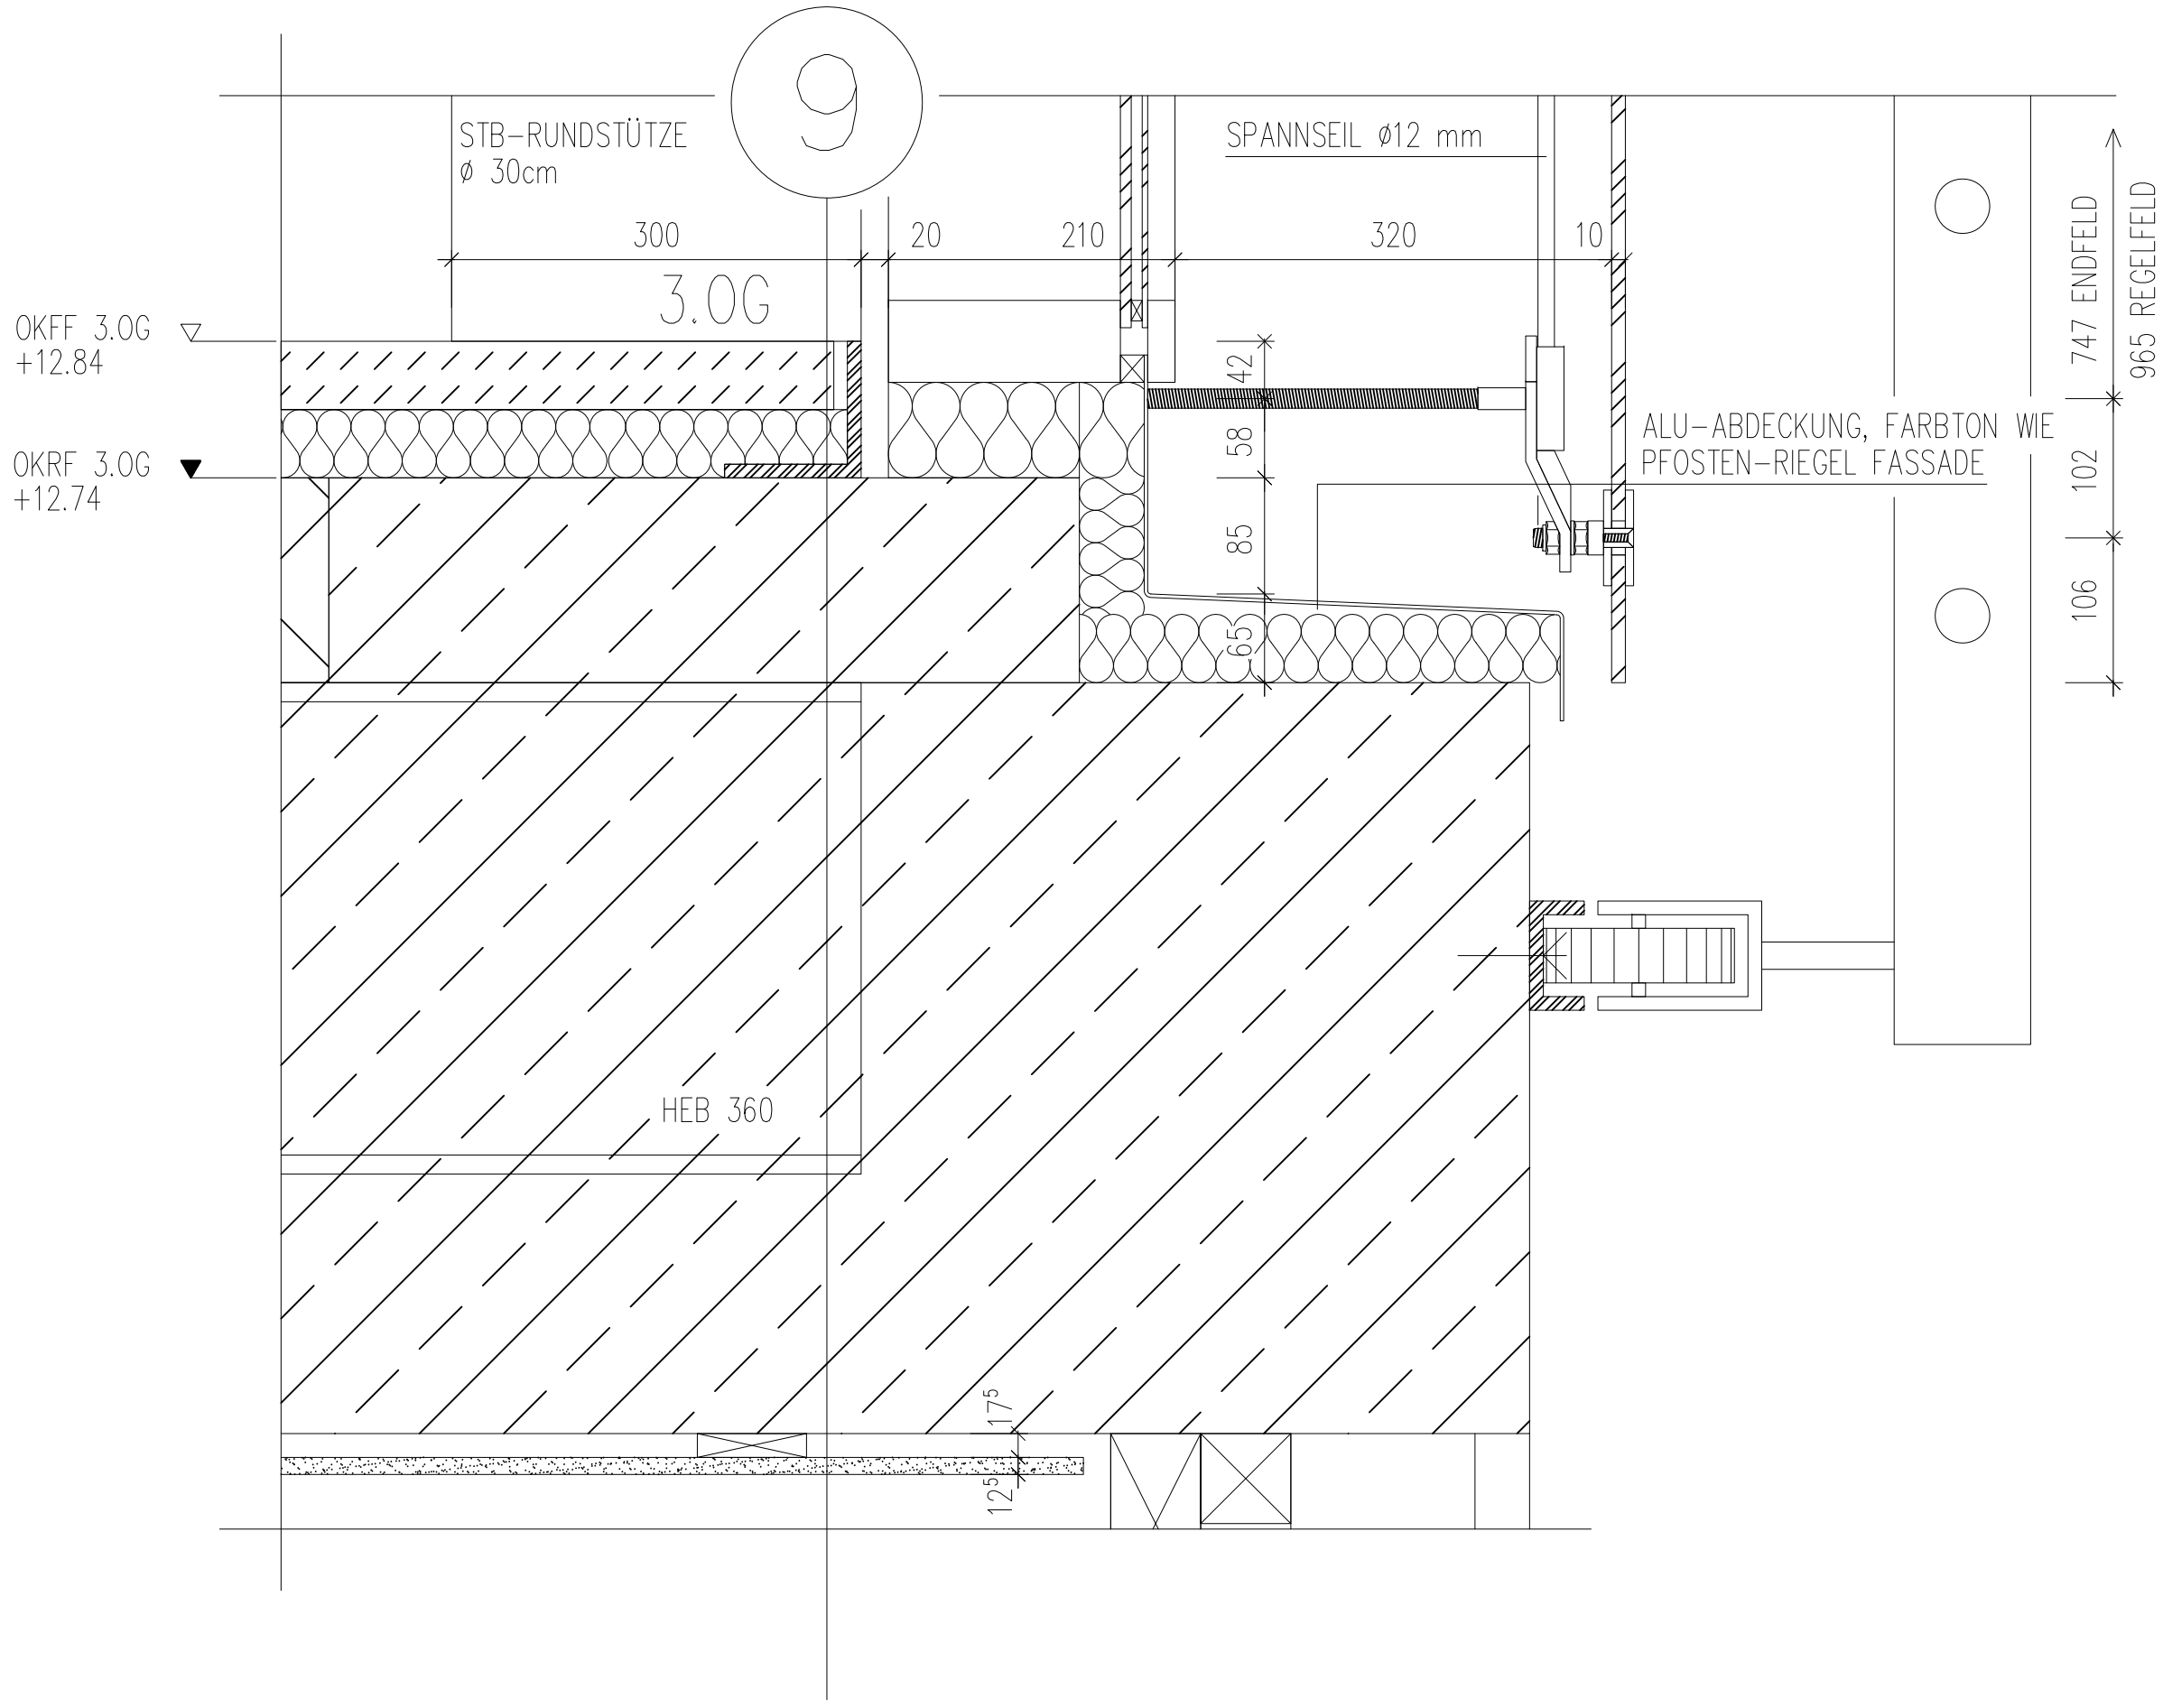 9
STB-RUNDSTÜTZE
ø 30cm
SPANNSEIL ø12 mm
300
20
210
320
10
3.OG
OKFF 3.OG
+12.84
OKRF 3.OG
+12.74
42
58
85
65
747 ENDFELD
965 REGELFELD
102
106
ALU-ABDECKUNG, FARBTON WIE
PFOSTEN-RIEGEL FASSADE
HEB 360
17⁵
12⁵